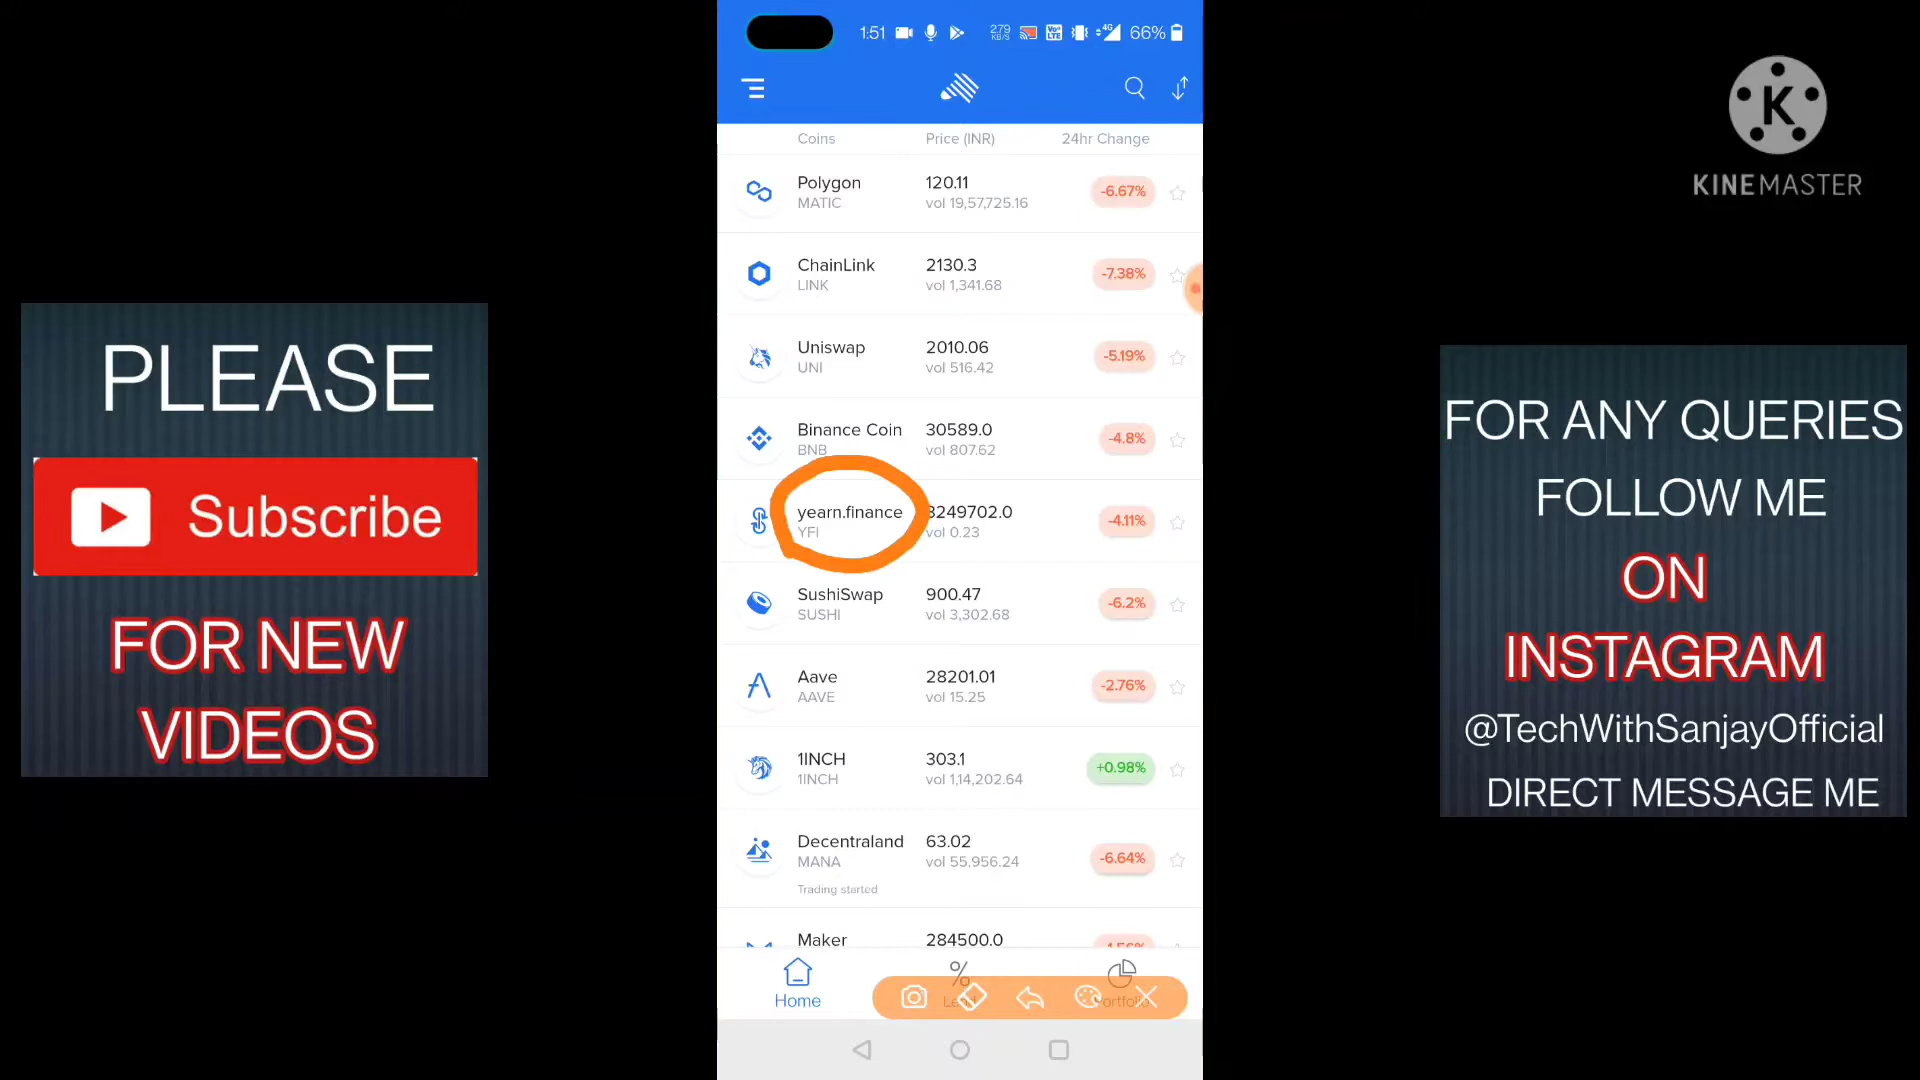 1:51
2.79
KB/S
Vo
LTE
4G
66%
K
KINEMASTER
Coins Price (INR) 24hr Change
Polygon 120.11 -6.67%
MATIC vol 19,57,725.16
ChainLink 2130.3 -7.38%
LINK vol 1,341.68
Uniswap 2010.06 -5.19%
UNI vol 516.42
Binance Coin 30589.0 -4.8%
BNB vol 807.62
yearn.finance 3249702.0 -4.11%
YFI vol 0.23
SushiSwap 900.47 -6.2%
SUSHI vol 3,302.68
Aave 28201.01 -2.76%
AAVE vol 15.25
1INCH 303.1 +0.98%
1INCH vol 1,14,202.64
Decentraland 63.02 -6.64%
MANA vol 55,956.24
Trading started
Maker 284500.0
Home
PLEASE
Subscribe
FOR NEW
VIDEOS
FOR ANY QUERIES
FOLLOW ME
ON
INSTAGRAM
@TechWithSanjayOfficial
DIRECT MESSAGE ME